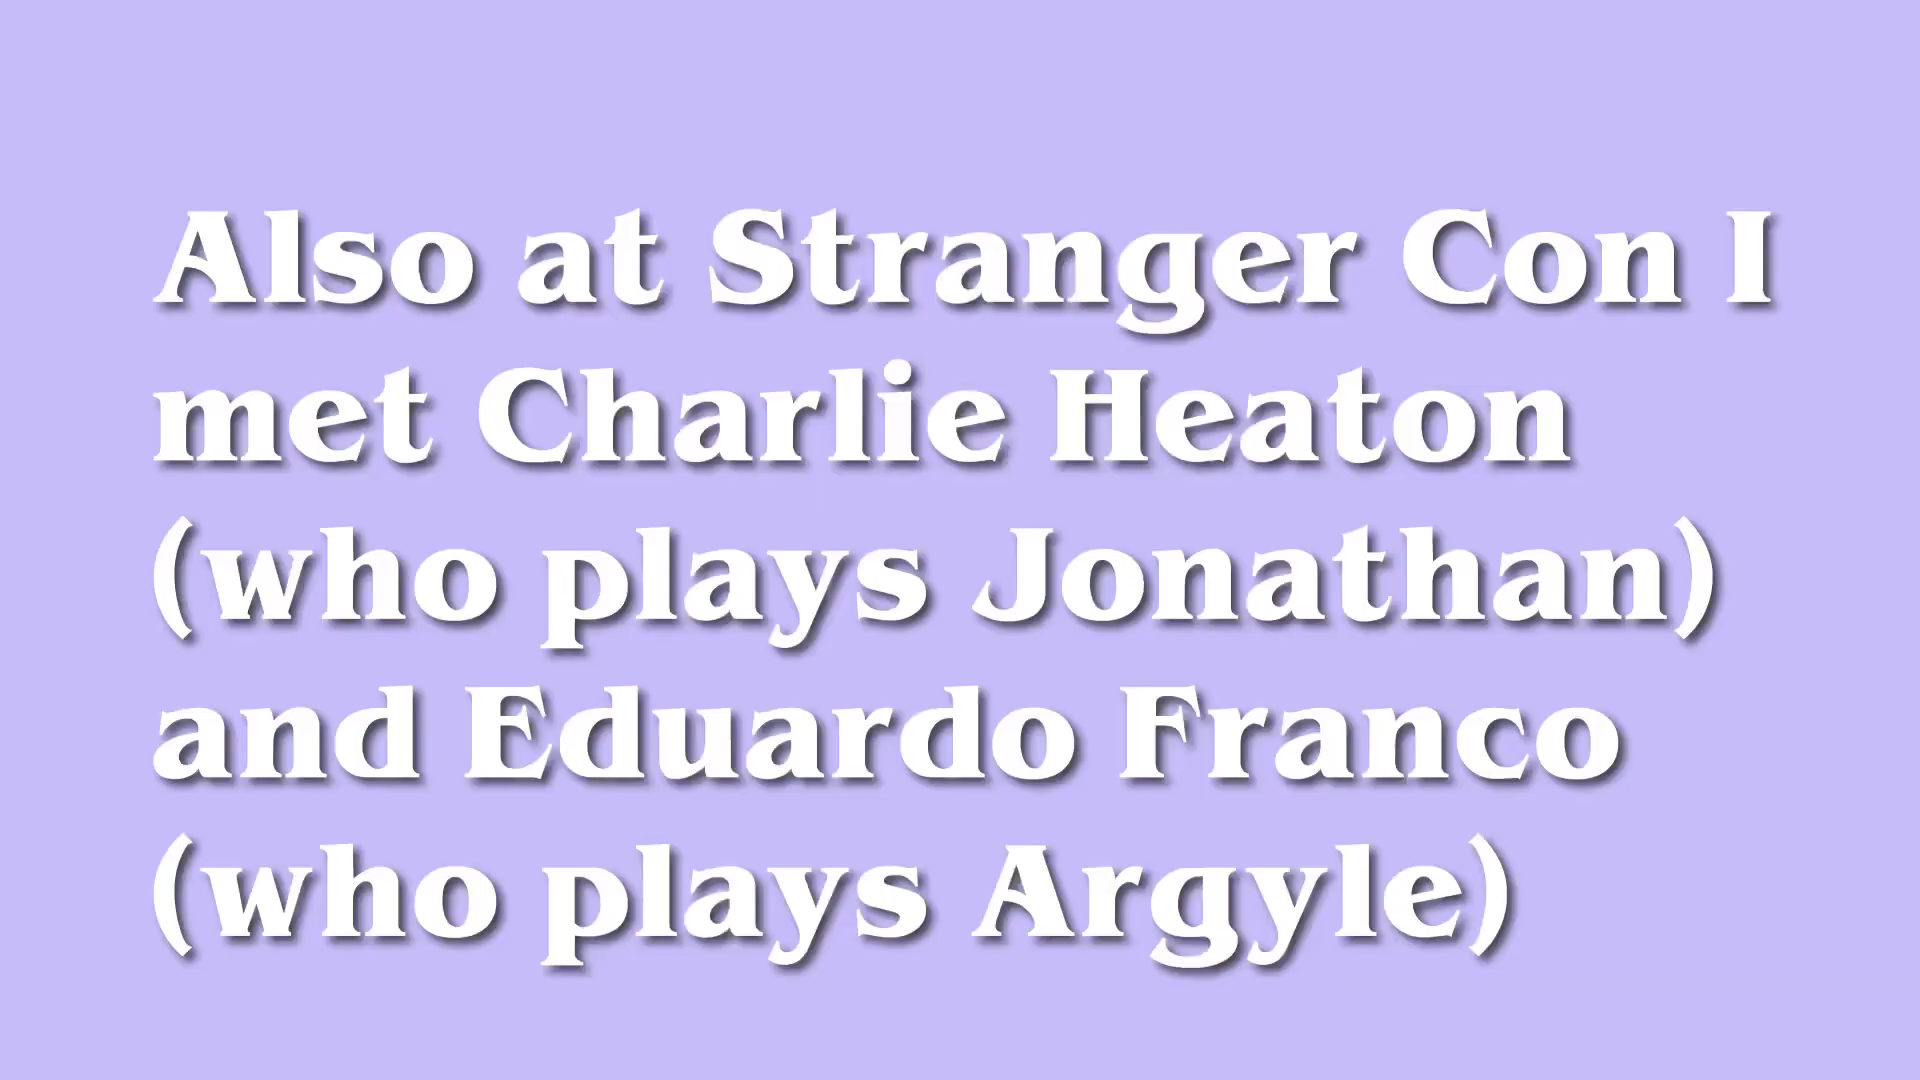 Also at Stranger Con I
met Charlie Heaton
(who plays Jonathan)
and Eduardo Franco
(who plays Argyle)